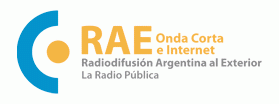 RAE Onda Corta
e Internet
Radiodifusión Argentina al Exterior
La Radio Pública